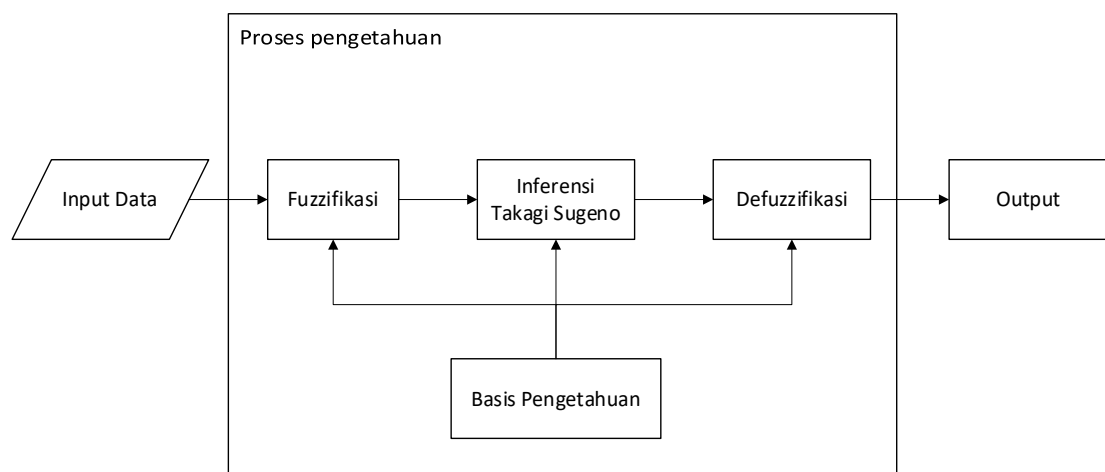 Proses pengetahuan
Input Data
Fuzzifikasi
Inferensi
Takagi Sugeno
Defuzzifikasi
Output
Basis Pengetahuan